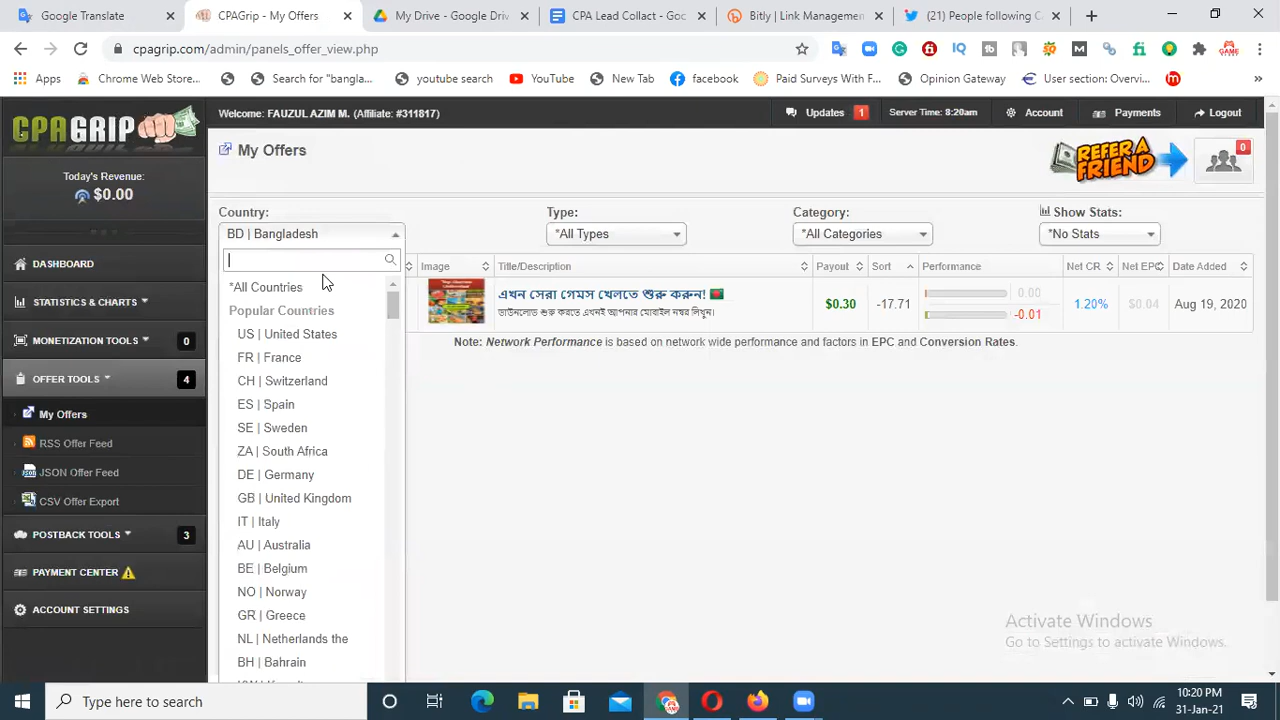 Google Translate
CPAGrip - My Offers
My Drive - Google Driv
CPA Lead Collact - Goo
Bitly | Link Managemen
(21) People following C
cpagrip.com/admin/panels_offer_view.php
Apps
Chrome Web Store...
Search for "bangla...
youtube search
YouTube
New Tab
facebook
Paid Surveys With F...
Opinion Gateway
User section: Overvi...
CPAGRIP
Welcome: FAUZUL AZIM M. (Affiliate: #311817)
Updates 1
Server Time: 8:20am
Account
Payments
Logout
Today's Revenue:
$0.00
My Offers
REFER A FRIEND
0
Country:
Type:
Category:
Show Stats:
BD | Bangladesh
*All Types
*All Categories
*No Stats
Image
Title/Description
Payout
Sort
Performance
Net CR
Net EPC
Date Added
এখন সেরা গেমস খেলতে শুরু করুন!
ডাউনলোড শুরু করতে এখনই আপনার মোবাইল নম্বর লিখুন।
$0.30
-17.71
0.00
-0.01
1.20%
$0.04
Aug 19, 2020
Note: Network Performance is based on network wide performance and factors in EPC and Conversion Rates.
*All Countries
Popular Countries
US | United States
FR | France
CH | Switzerland
ES | Spain
SE | Sweden
ZA | South Africa
DE | Germany
GB | United Kingdom
IT | Italy
AU | Australia
BE | Belgium
NO | Norway
GR | Greece
NL | Netherlands the
BH | Bahrain
DASHBOARD
STATISTICS & CHARTS
MONETIZATION TOOLS 0
OFFER TOOLS 4
My Offers
RSS Offer Feed
JSON Offer Feed
CSV Offer Export
POSTBACK TOOLS 3
PAYMENT CENTER
ACCOUNT SETTINGS
Activate Windows
Go to Settings to activate Windows.
Type here to search
10:20 PM
31-Jan-21